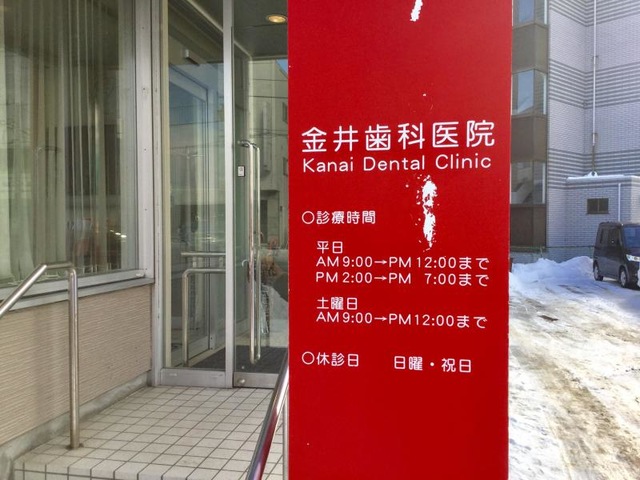 金井歯科医院
Kanai Dental Clinic
○診療時間
平日
AM 9:00→PM 12:00まで
PM 2:00→PM 7:00まで
土曜日
AM 9:00→PM 12:00まで
○休診日 日曜・祝日